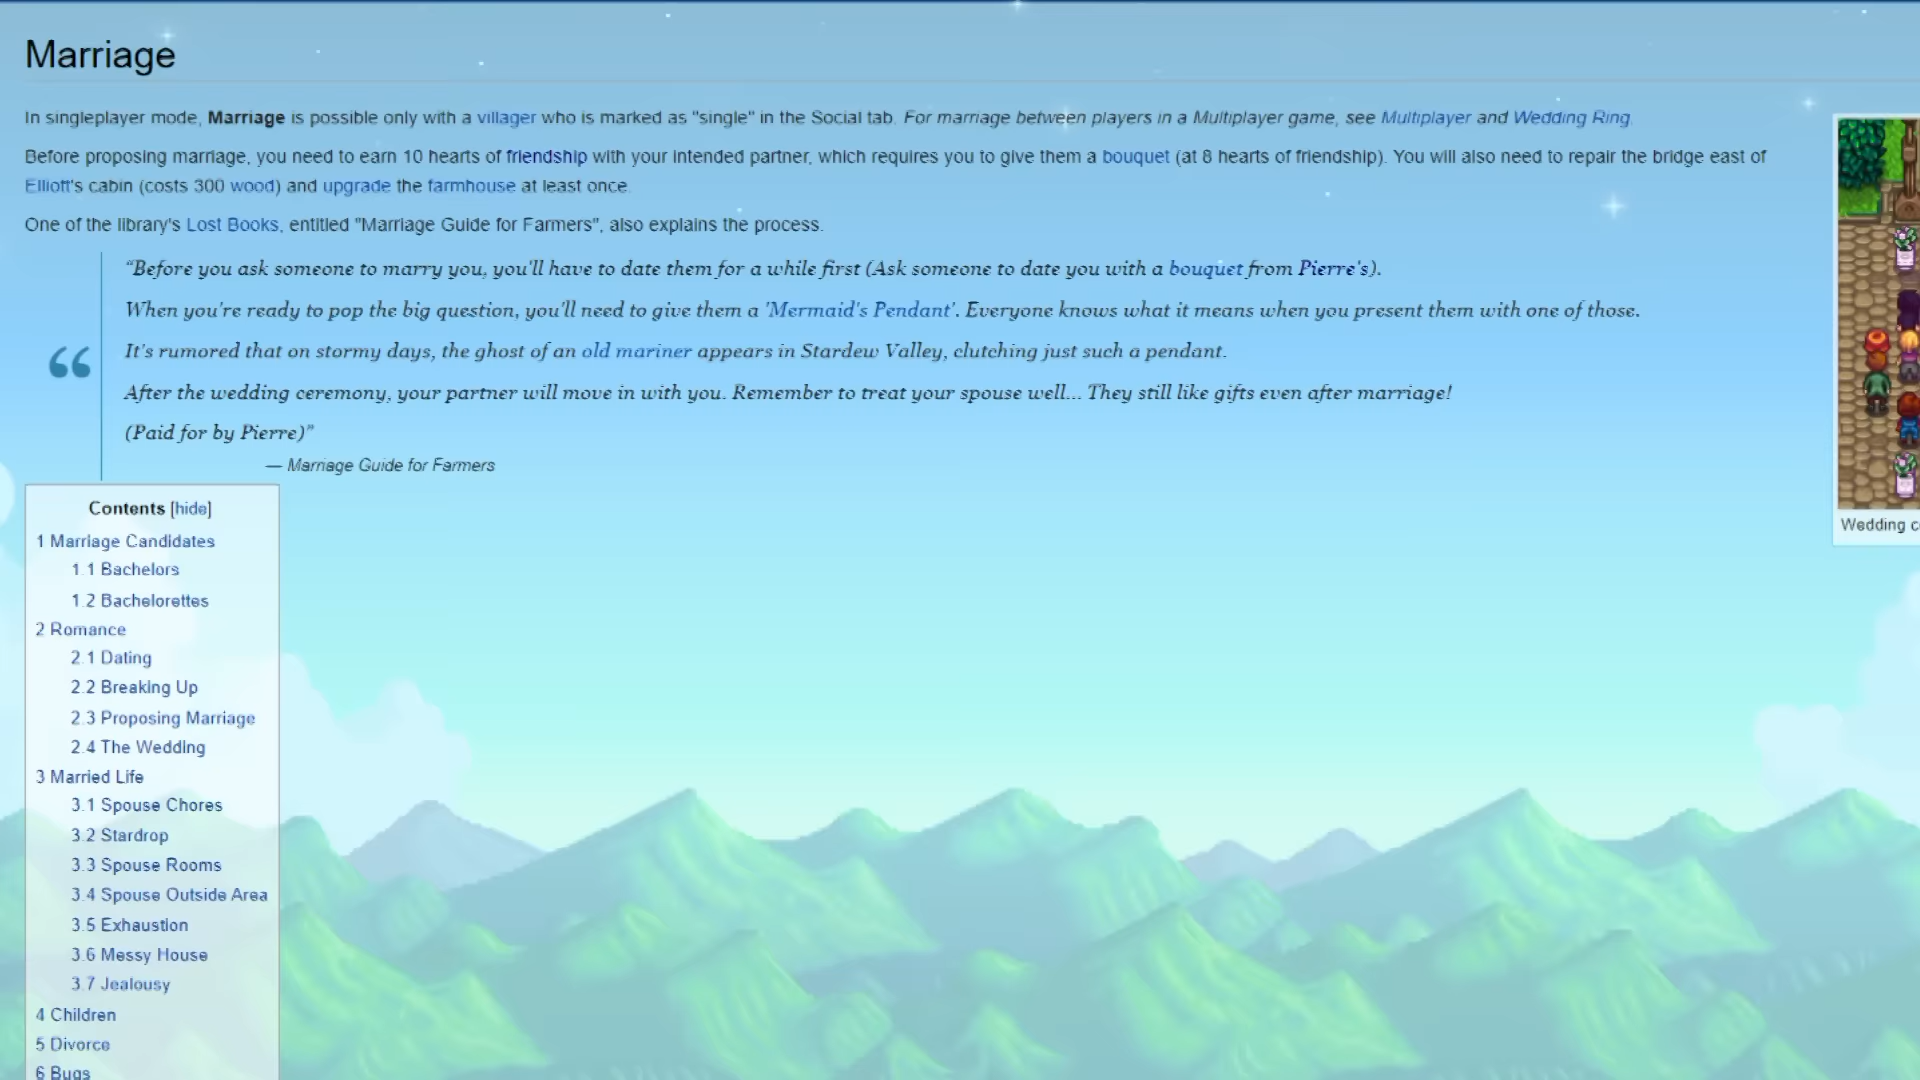 Marriage
In singleplayer mode, Marriage is possible only with a villager who is marked as "single" in the Social tab. For marriage between players in a Multiplayer game, see Multiplayer and Wedding Ring.
Before proposing marriage, you need to earn 10 hearts of friendship with your intended partner, which requires you to give them a bouquet (at 8 hearts of friendship). You will also need to repair the bridge east of
Elliott's cabin (costs 300 wood) and upgrade the farmhouse at least once.
One of the library's Lost Books, entitled "Marriage Guide for Farmers", also explains the process.
“Before you ask someone to marry you, you'll have to date them for a while first (Ask someone to date you with a bouquet from Pierre's).
When you're ready to pop the big question, you'll need to give them a 'Mermaid's Pendant'. Everyone knows what it means when you present them with one of those.
It's rumored that on stormy days, the ghost of an old mariner appears in Stardew Valley, clutching just such a pendant.
After the wedding ceremony, your partner will move in with you. Remember to treat your spouse well... They still like gifts even after marriage!
(Paid for by Pierre)”
— Marriage Guide for Farmers
Wedding
Contents [hide]
1 Marriage Candidates
1.1 Bachelors
1.2 Bachelorettes
2 Romance
2.1 Dating
2.2 Breaking Up
2.3 Proposing Marriage
2.4 The Wedding
3 Married Life
3.1 Spouse Chores
3.2 Stardrop
3.3 Spouse Rooms
3.4 Spouse Outside Area
3.5 Exhaustion
3.6 Messy House
3.7 Jealousy
4 Children
5 Divorce
6 Bugs